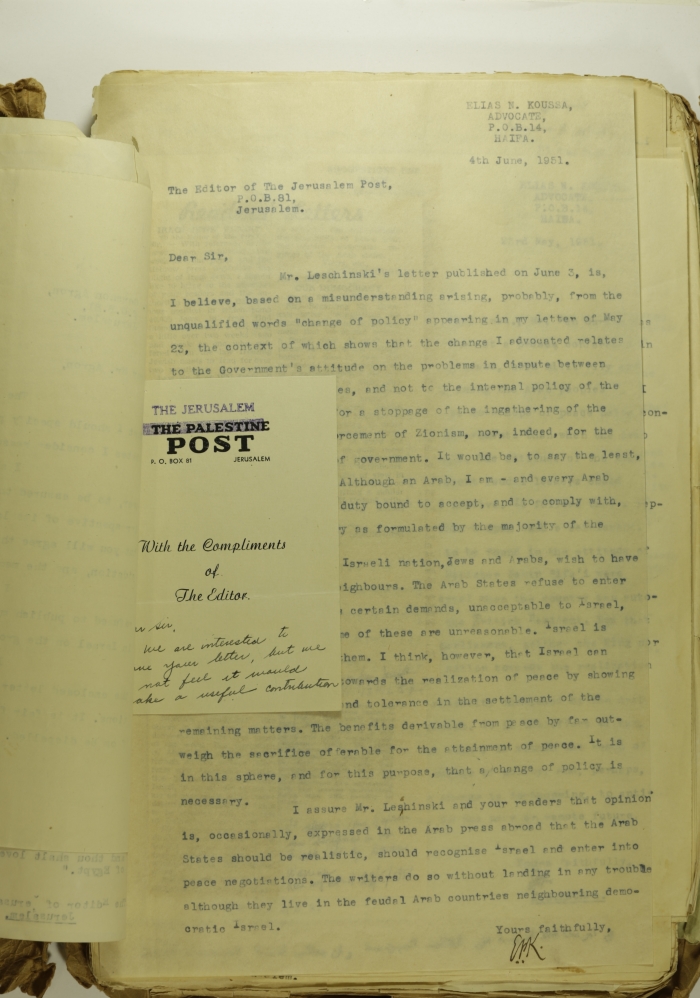 ELIAS N. KOUSSA,
ADVOCATE,
P.O.B.14,
HAIFA.
4th June, 1951.
The Editor of The Jerusalem Post,
P.O.B.81,
Jerusalem.
Dear Sir,
Mr. Leschinski's letter published on June 3, is,
I believe, based on a misunderstanding arising, probably, from the
unqualified words "change of policy" appearing in my letter of May
23, the context of which shows that the change I advocated relates
to the Government's attitude on the problems in dispute between
es, and not to the internal policy of the
or a stoppage of the ingathering of the
orcement of Zionism, nor, indeed, for the
f government. It would be, to say the least,
Although an Arab, I am - and every Arab
duty bound to accept, and to comply with,
y as formulated by the majority of the
Israeli nation, Jews and Arabs, wish to have
ighbours. The Arab States refuse to enter
certain demands, unacceptable to Israel,
me of these are unreasonable. Israel is
hem. I think, however, that Israel can
owards the realization of peace by showing
nd tolerance in the settlement of the
remaining matters. The benefits derivable from peace by far out-
weigh the sacrifice offerable for the attainment of peace. It is
in this sphere, and for this purpose, that a change of policy is
necessary.
I assure Mr. Leshinski and your readers that opinion
is, occasionally, expressed in the Arab press abroad that the Arab
States should be realistic, should recognise Israel and enter into
peace negotiations. The writers do so without landing in any trouble
although they live in the feudal Arab countries neighbouring demo-
cratic Israel.
Yours faithfully,
THE JERUSALEM
THE PALESTINE
POST
P. O. BOX 81 JERUSALEM
With the Compliments
of
The Editor.
r Sir,
We are interested to
ve your letter, but we
not feel it would
ake a useful contribution